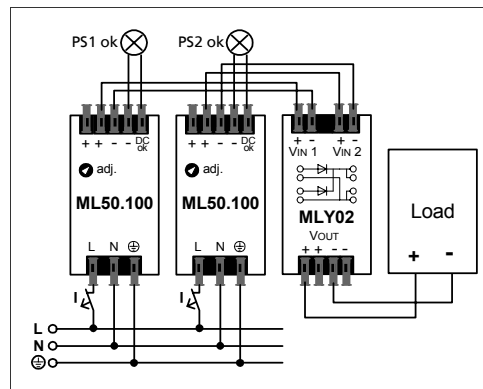 PS1 ok PS2 ok
+ + - - DC ok
+ + - - DC ok
+ - + -
VIN 1 VIN 2
adj.
adj.
ML50.100
ML50.100
MLY02
Load
VOUT
+ + - -
+ -
L N
L N
I
I
L
N